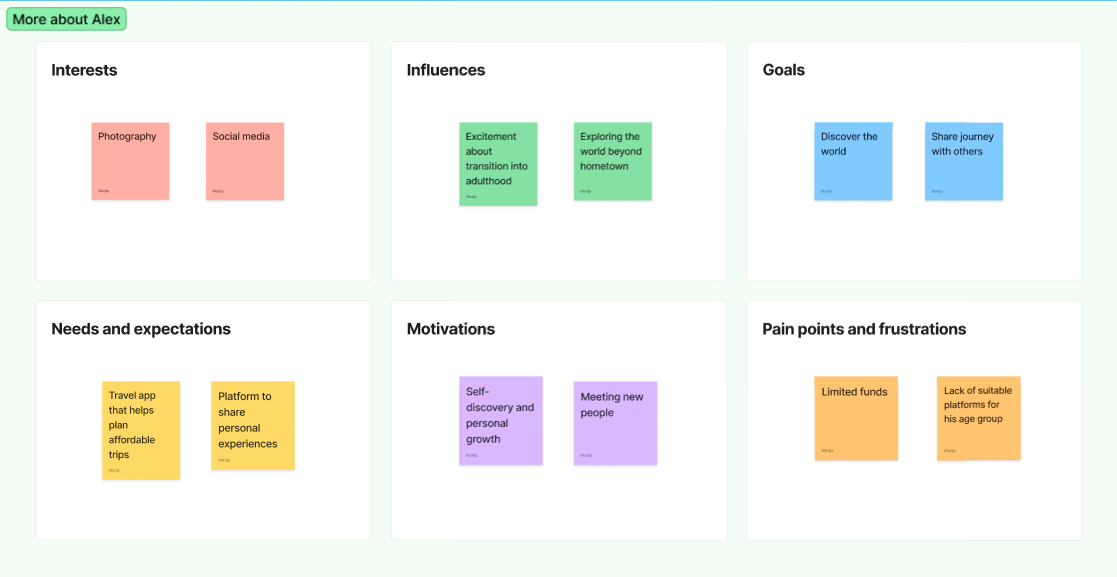 More about Alex
Interests
Photography
Marija
Social media
Marija
Influences
Excitement
about
transition into
adulthood
Marija
Exploring the
world beyond
hometown
Marija
Goals
Discover the
world
Marija
Share journey
with others
Marija
Needs and expectations
Travel app
that helps
plan
affordable
trips
Marija
Platform to
share
personal
experiences
Marija
Motivations
Self-
discovery and
personal
growth
Marija
Meeting new
people
Marija
Pain points and frustrations
Limited funds
Marija
Lack of suitable
platforms for
his age group
Marija